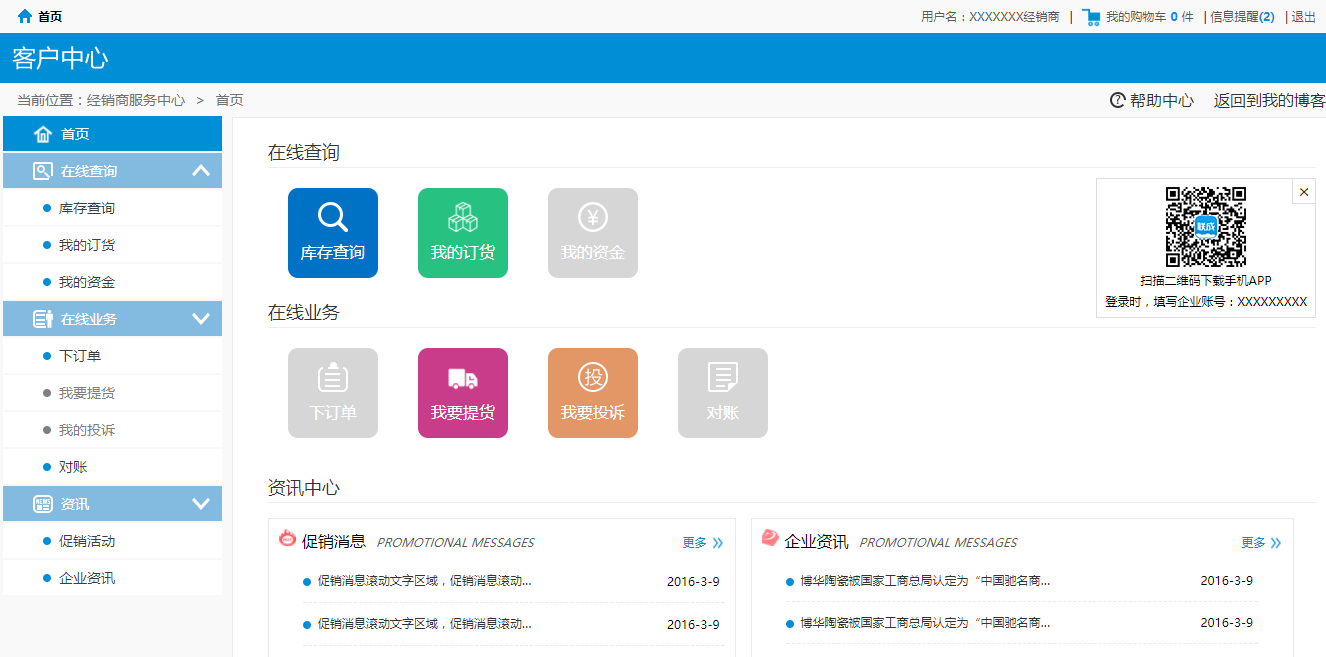 首页 用户名：XXXXXXX经销商 | 我的购物车 0 件 | 信息提醒(2) | 退出
客户中心
当前位置：经销商服务中心 > 首页 帮助中心 返回到我的博客
首页
在线查询
库存查询
我的订货
我的资金
在线业务
下订单
我要提货
我的投诉
对账
资讯
促销活动
企业资讯
在线查询
库存查询 我的订货 我的资金
联成
扫描二维码下载手机APP
登录时，填写企业账号：XXXXXXXXX
在线业务
投
下订单 我要提货 我要投诉 对账
资讯中心
促销消息 PROMOTIONAL MESSAGES 更多
促销消息滚动文字区域，促销消息滚动... 2016-3-9
促销消息滚动文字区域，促销消息滚动... 2016-3-9
企业资讯 PROMOTIONAL MESSAGES 更多
博华陶瓷被国家工商总局认定为“中国驰名商... 2016-3-9
博华陶瓷被国家工商总局认定为“中国驰名商... 2016-3-9